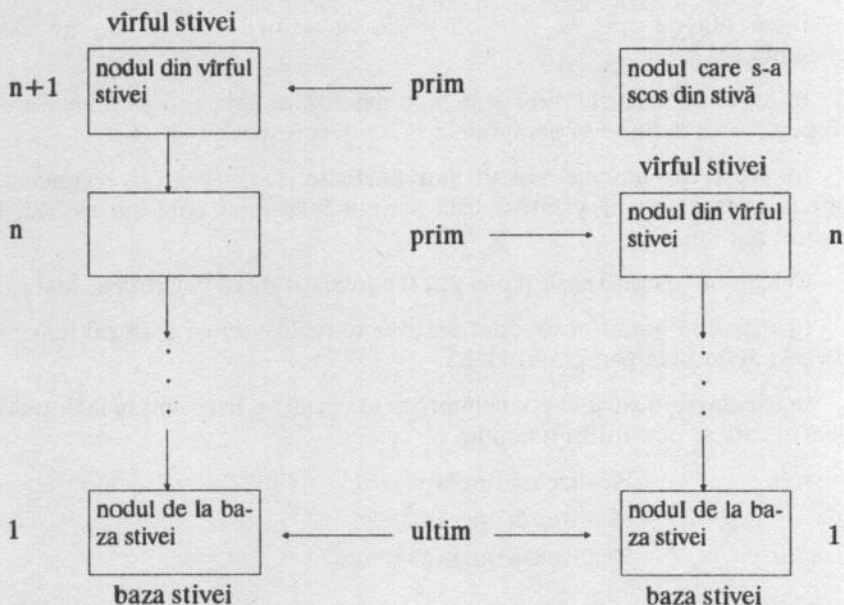 vîrful stivei
n+1
nodul din vîrful
stivei
prim
nodul care s-a
scos din stivă
vîrful stivei
n
prim
nodul din vîrful
stivei
n
1
nodul de la ba-
za stivei
ultim
nodul de la ba-
za stivei
1
baza stivei
baza stivei